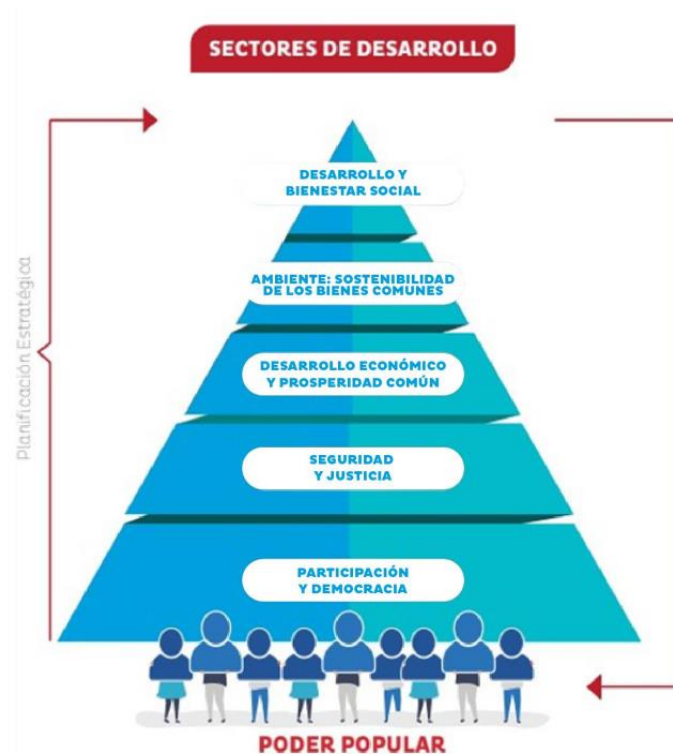 SECTORES DE DESARROLLO
DESARROLLO Y
BIENESTAR SOCIAL
AMBIENTE: SOSTENIBILIDAD
DE LOS BIENES COMUNES
DESARROLLO ECONÓMICO
Y PROSPERIDAD COMÚN
SEGURIDAD
Y JUSTICIA
PARTICIPACIÓN
Y DEMOCRACIA
PODER POPULAR
Planificación Estratégica